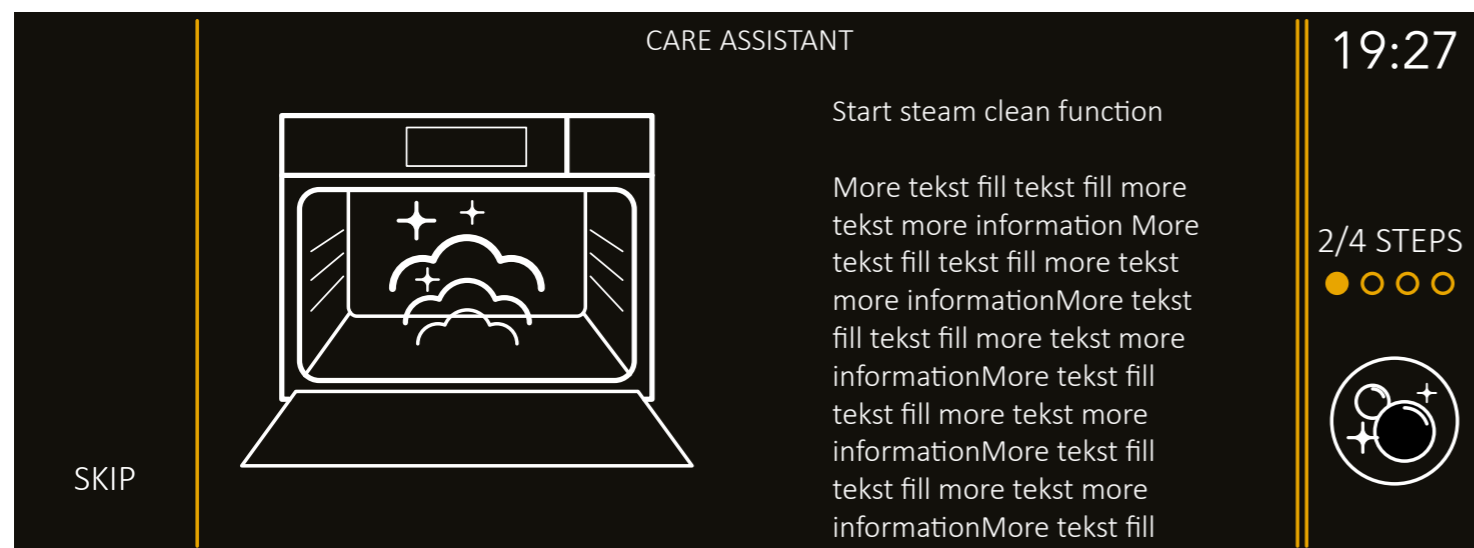 CARE ASSISTANT
19:27
Start steam clean function
More tekst fill tekst fill more
tekst more information More
tekst fill tekst fill more tekst
more informationMore tekst
fill tekst fill more tekst more
informationMore tekst fill
tekst fill more tekst more
informationMore tekst fill
tekst fill more tekst more
informationMore tekst fill
2/4 STEPS
SKIP